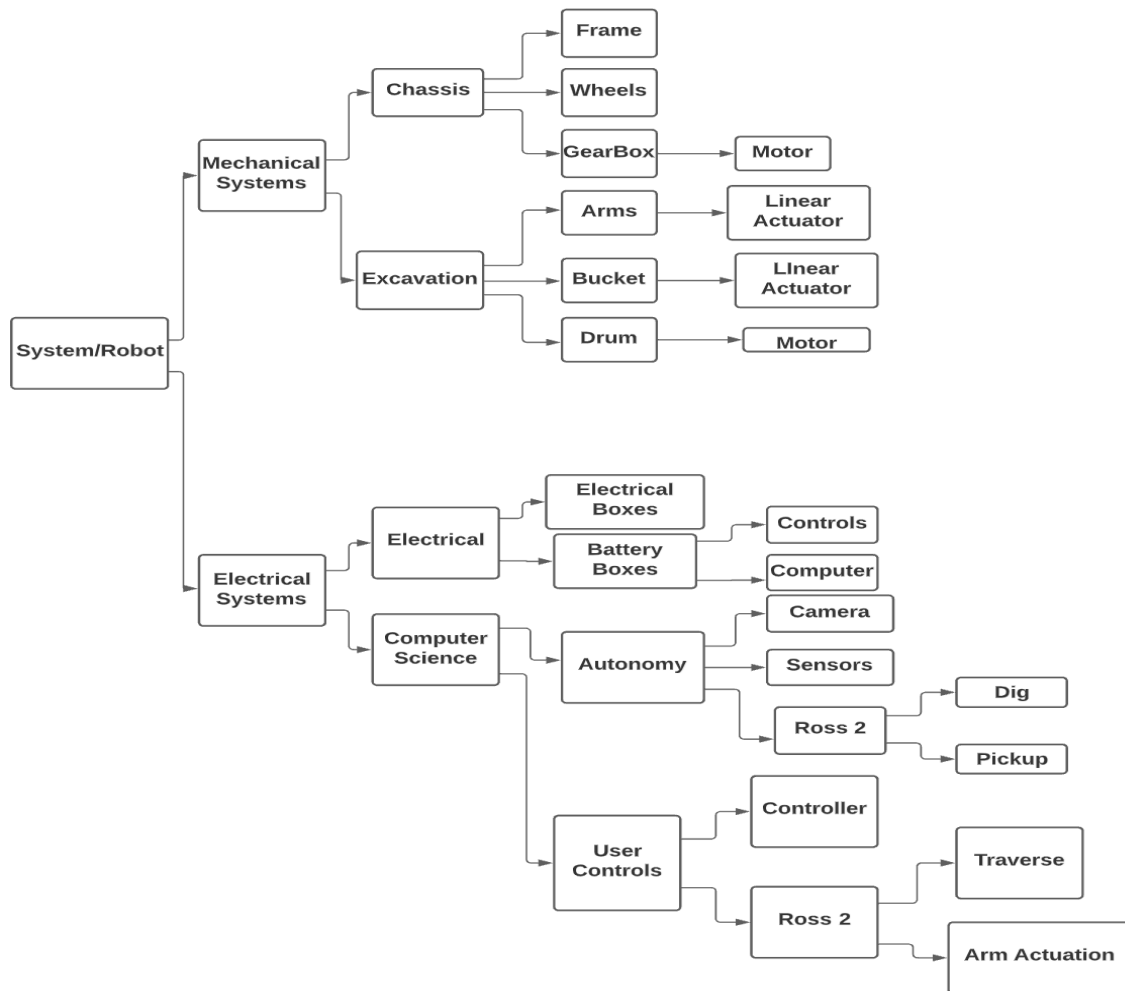 Frame
Chassis
Wheels
GearBox
Motor
Mechanical
Systems
Arms
Linear
Actuator
Excavation
Bucket
LInear
Actuator
Drum
Motor
System/Robot
Electrical
Boxes
Electrical
Battery
Boxes
Controls
Computer
Electrical
Systems
Computer
Science
Autonomy
Camera
Sensors
Ross 2
Dig
Pickup
User
Controls
Controller
Ross 2
Traverse
Arm Actuation